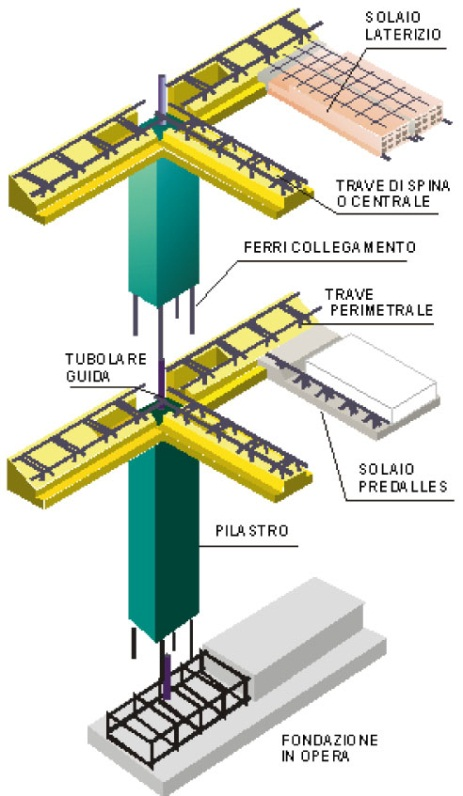 SOLAIO
LATERIZIO
TRAVE DI SPINA
O CENTRALE
FERRI COLLEGAMENTO
TRAVE
PERIMETRALE
TUBOLARE
GUIDA
SOLAIO
PREDALLES
PILASTRO
FONDAZIONE
IN OPERA